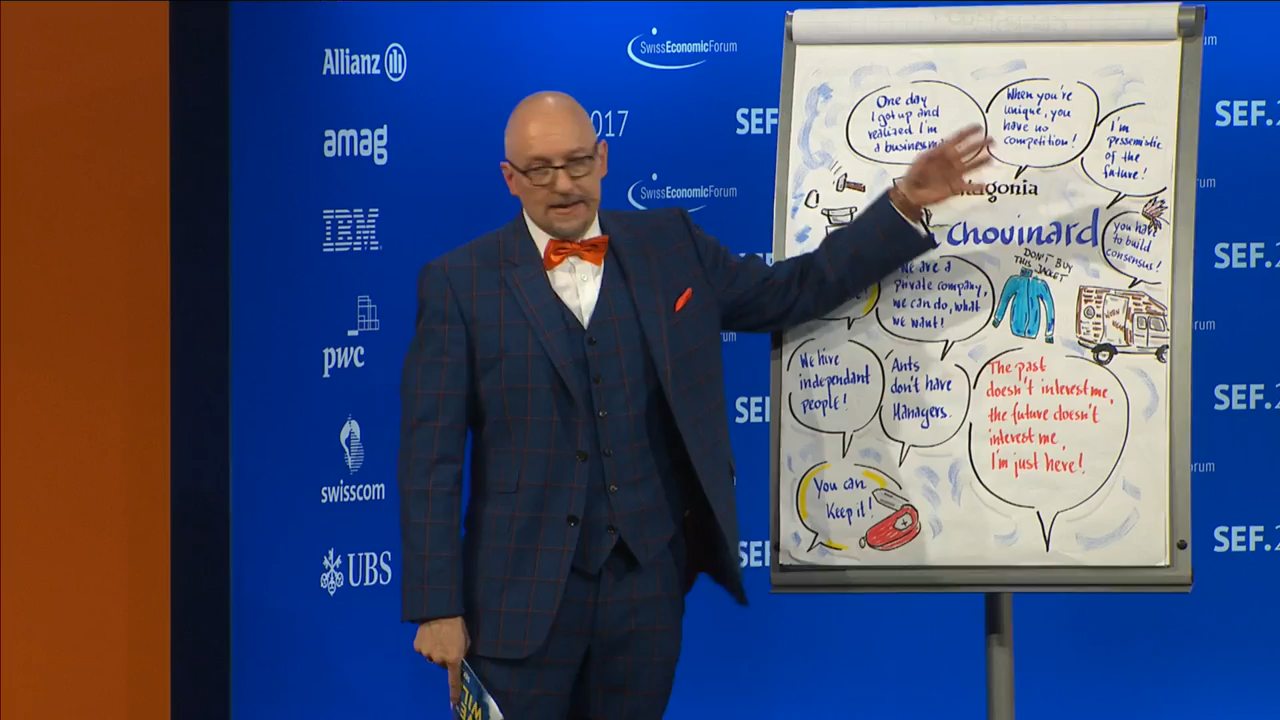 Allianz
amag
IBM
pwc
swisscom
UBS
SwissEconomicForum
2017
SwissEconomicForum
SEF.
SEF.
SEF.
SEF.2
SEF.2
SEF.2
SEF.2
One day
I got up and
realized I'm
a
When you're
unique, you
have no
competition!
I'm
pessemistic
of the
future!
Chouinard
you have
to build
consensus!
DON'T BUY
THIS JACKET
We are a
private company,
we can do, what
we want!
We hire
independant
people!
Ants
don't have
Managers.
The past
doesn't interest me,
the future doesn't
interest me,
I'm just here!
You can
Keep it!